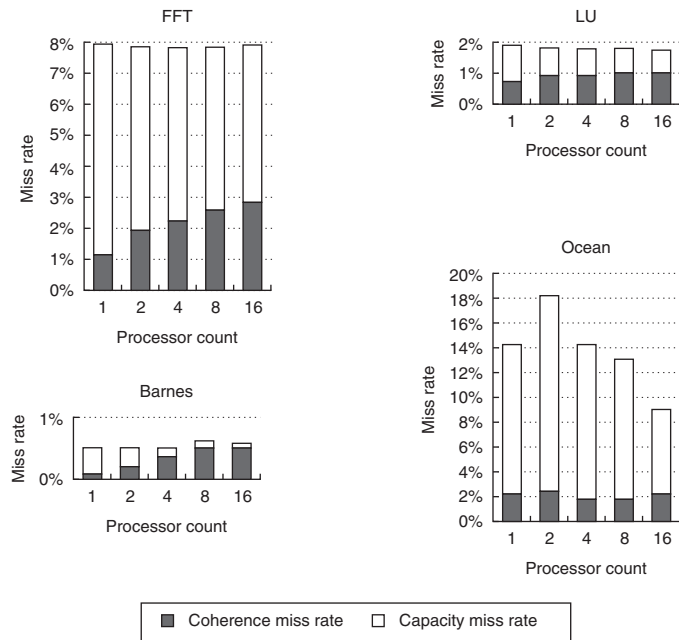 FFT
8%
7%
6%
5%
4%
3%
2%
1%
0%
Miss rate
1 2 4 8 16
Processor count
LU
2%
1%
0%
Miss rate
1 2 4 8 16
Processor count
Barnes
1%
0%
Miss rate
1 2 4 8 16
Processor count
Ocean
20%
18%
16%
14%
12%
10%
8%
6%
4%
2%
0%
Miss rate
1 2 4 8 16
Processor count
Coherence miss rate Capacity miss rate